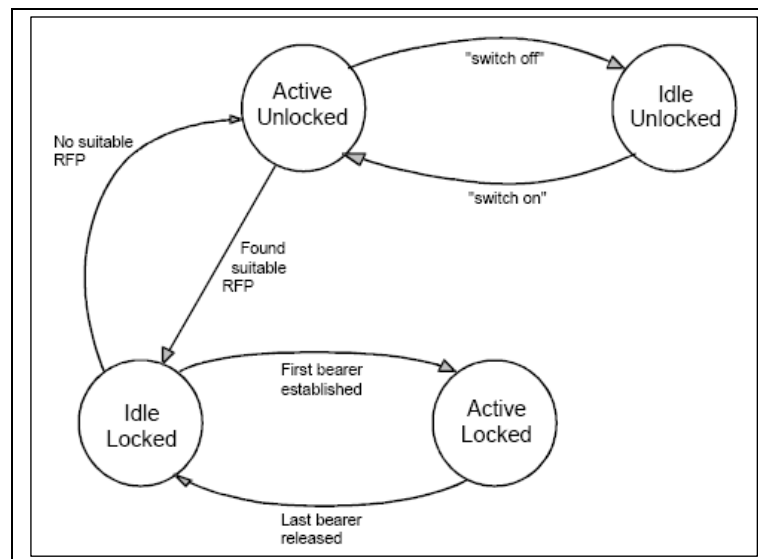 Active
Unlocked
"switch off"
Idle
Unlocked
No suitable
RFP
"switch on"
Found
suitable
RFP
Idle
Locked
First bearer
established
Active
Locked
Last bearer
released